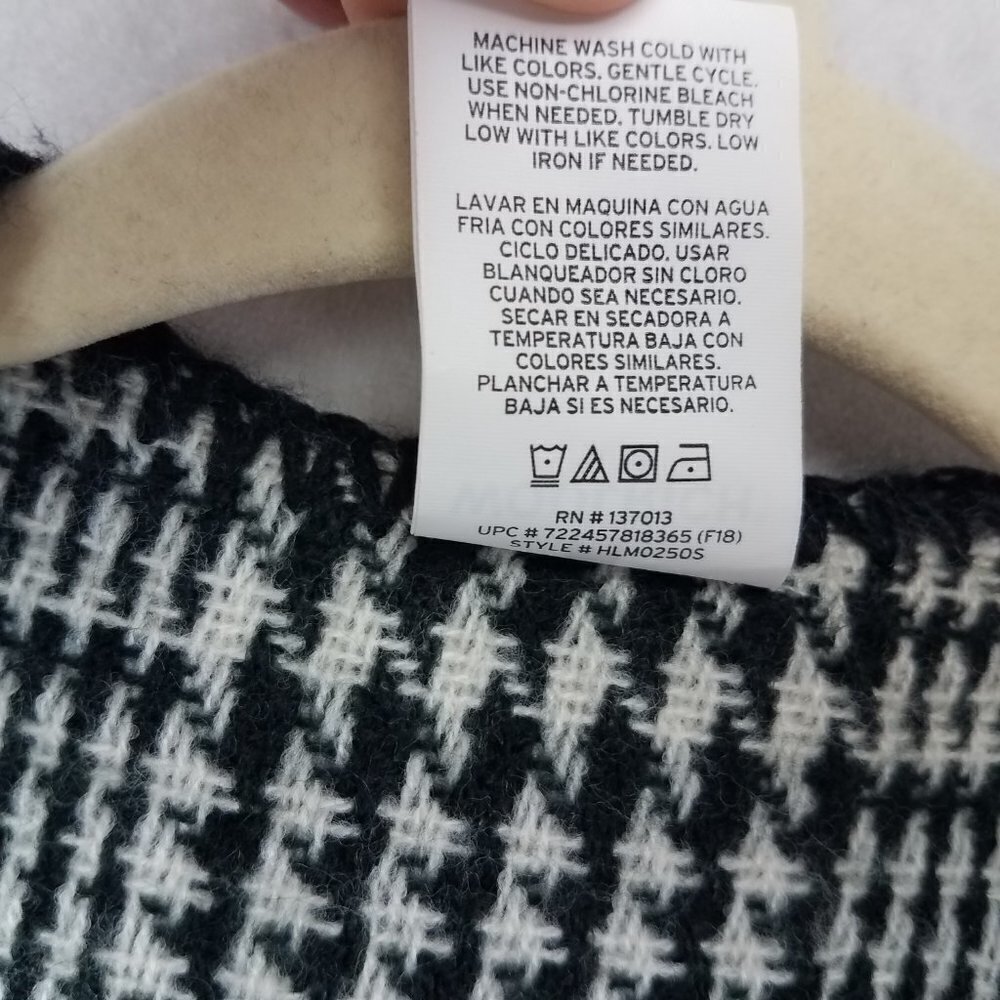 MACHINE WASH COLD WITH
LIKE COLORS. GENTLE CYCLE.
USE NON-CHLORINE BLEACH
WHEN NEEDED. TUMBLE DRY
LOW WITH LIKE COLORS. LOW
IRON IF NEEDED.
LAVAR EN MAQUINA CON AGUA
FRIA CON COLORES SIMILARES.
CICLO DELICADO. USAR
BLANQUEADOR SIN CLORO
CUANDO SEA NECESARIO.
SECAR EN SECADORA A
TEMPERATURA BAJA CON
COLORES SIMILARES.
PLANCHAR A TEMPERATURA
BAJA SI ES NECESARIO.
RN # 137013
UPC # 722457818365 (F18)
STYLE # HLM0250S